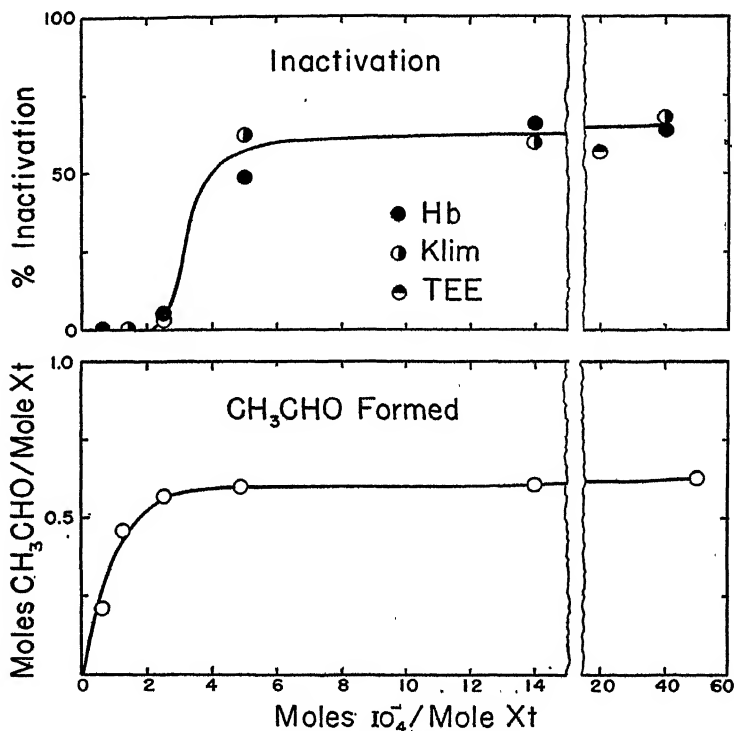 100
Inactivation
% Inactivation
50
Hb
Klim
TEE
0
1.0
CH₃CHO Formed
Moles CH₃CHO/Mole Xt
0.5
0 2 4 6 8 10 12 14 20 40 60
Moles IO₄⁻/Mole Xt